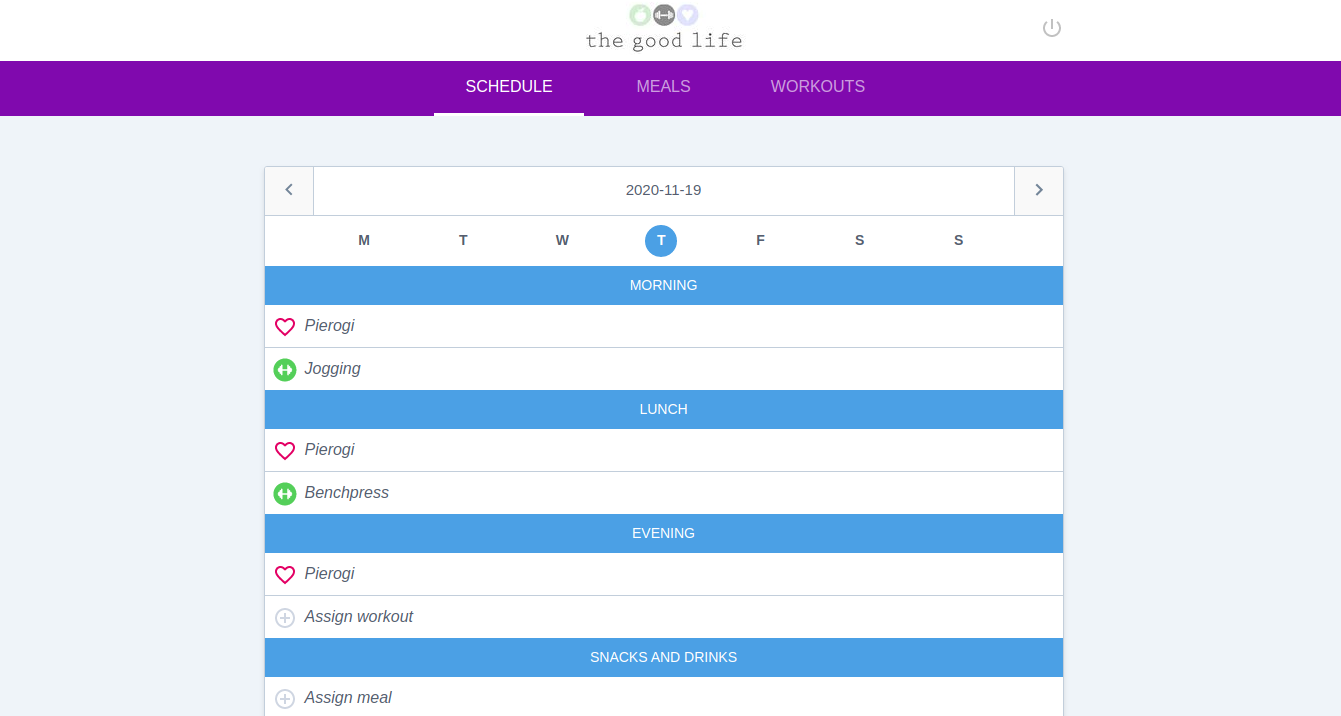 the good life
SCHEDULE MEALS WORKOUTS
2020-11-19
M T W T F S S
MORNING
Pierogi
Jogging
LUNCH
Pierogi
Benchpress
EVENING
Pierogi
Assign workout
SNACKS AND DRINKS
Assign meal